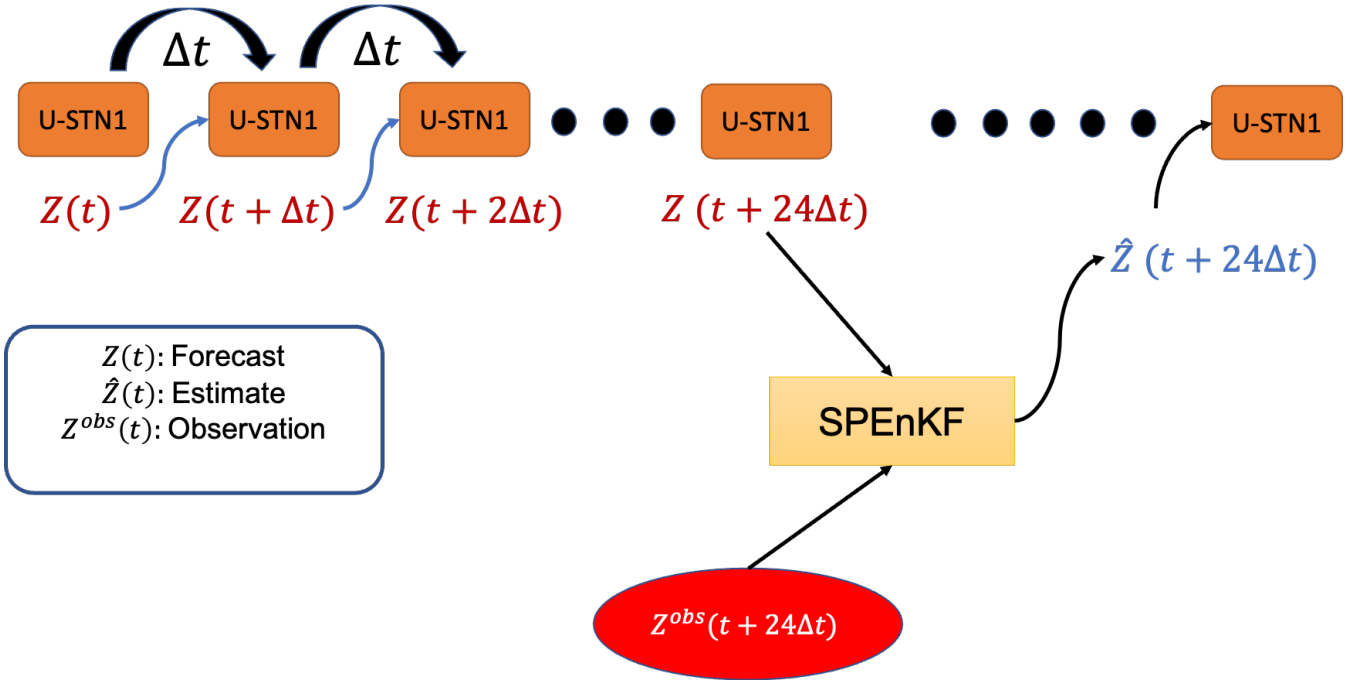 Δt Δt
U-STN1 U-STN1 U-STN1 U-STN1 U-STN1
Z(t) Z(t + Δt) Z(t + 2Δt) Z (t + 24Δt)
Ẑ (t + 24Δt)
Z(t): Forecast
Ẑ(t): Estimate
Z^{obs}(t): Observation
SPEnKF
Z^{obs}(t + 24Δt)